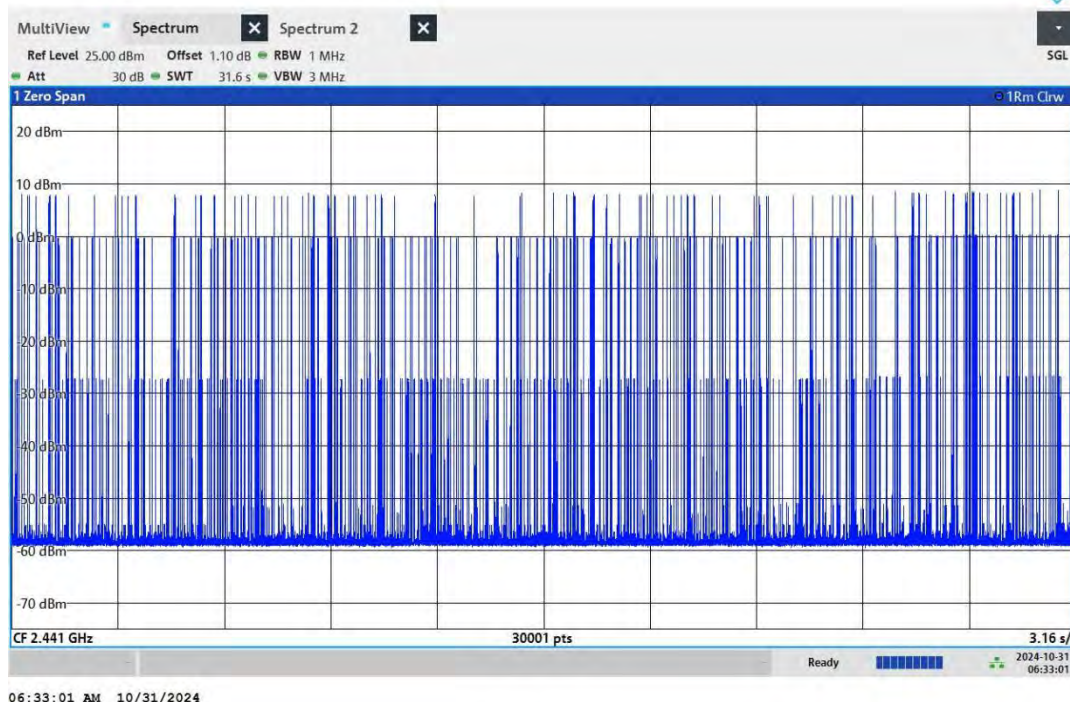 MultiView Spectrum X Spectrum 2 X
Ref Level 25.00 dBm Offset 1.10 dB RBW 1 MHz SGL
Att 30 dB SWT 31.6 s VBW 3 MHz
1 Zero Span 1Rm Clrw
20 dBm
10 dBm
0 dBm
-10 dBm
-20 dBm
-30 dBm
-40 dBm
-50 dBm
-60 dBm
-70 dBm
CF 2.441 GHz 30001 pts 3.16 s/
Ready 2024-10-31
06:33:01
06:33:01 AM 10/31/2024